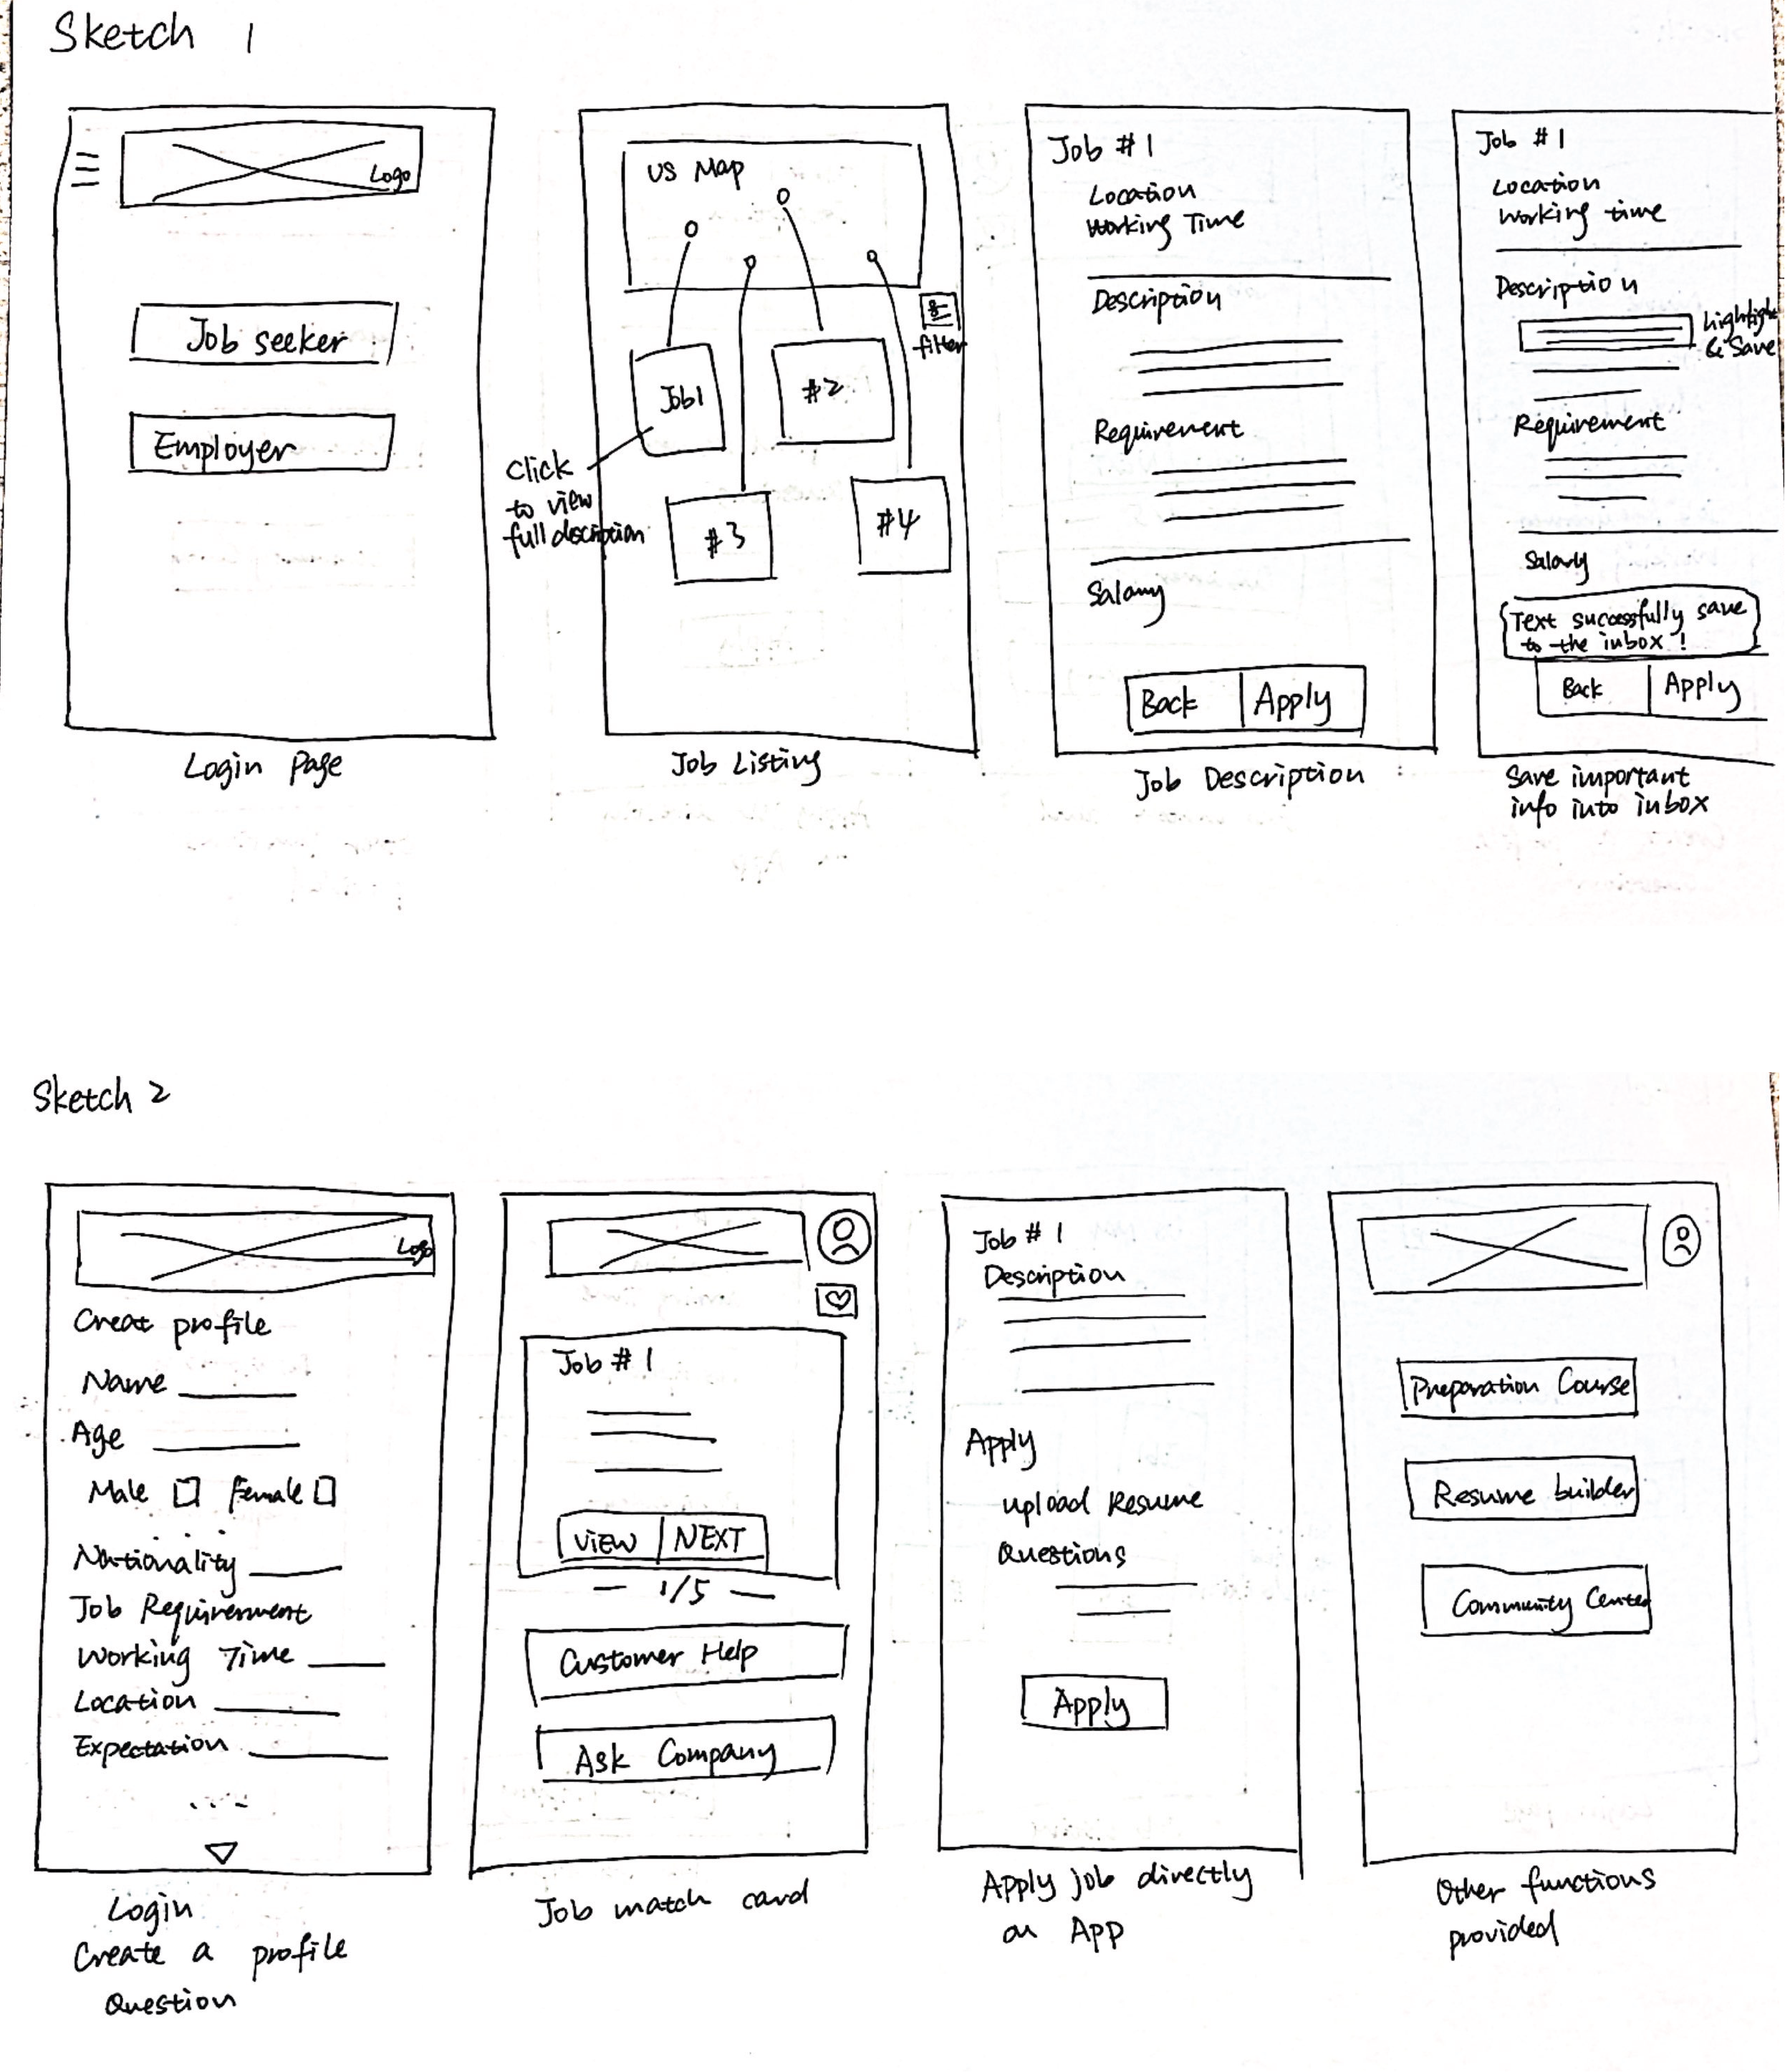 Sketch 1
Logo
Job seeker
Employer
Login Page
US Map
filter
Job1
#2
#3
#4
Click
to view
full discription
Job Listing
Job #1
Location
Working Time
Description
Requirement
Salary
Back
Apply
Job Description
Job #1
Location
Working time
Description
highlight
& Save
Requirement
Salary
Text successfully save
to the inbox !
Back
Apply
Save important
info into inbox
Sketch 2
Logo
Creat profile
Name
Age
Male
Female
Nationality
Job Requirement
Working Time
Location
Expectation
...
Login
Create a profile
Question
Job #1
VIEW
NEXT
— 1/5 —
Customer Help
Ask Company
Job match card
Job #1
Description
Apply
upload Resume
Questions
Apply
Apply job directly
on App
Preparation Course
Resume builder
Community Center
Other functions
provided